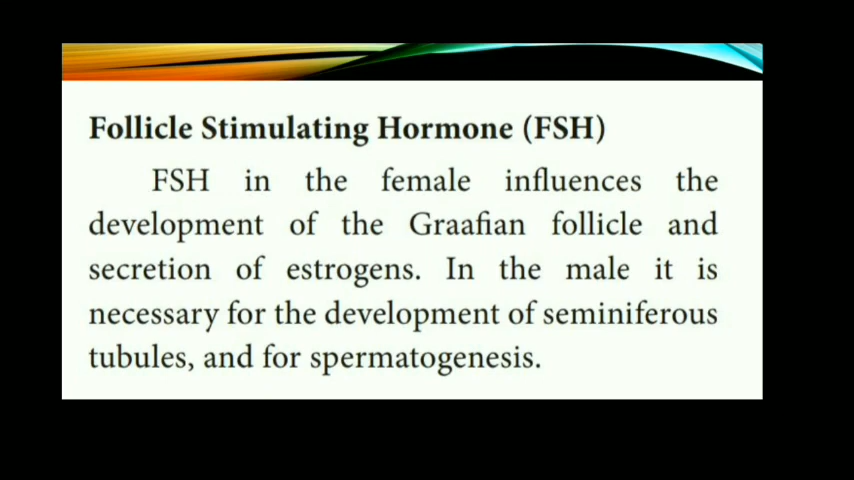 Follicle Stimulating Hormone (FSH)
FSH in the female influences the
development of the Graafian follicle and
secretion of estrogens. In the male it is
necessary for the development of seminiferous
tubules, and for spermatogenesis.